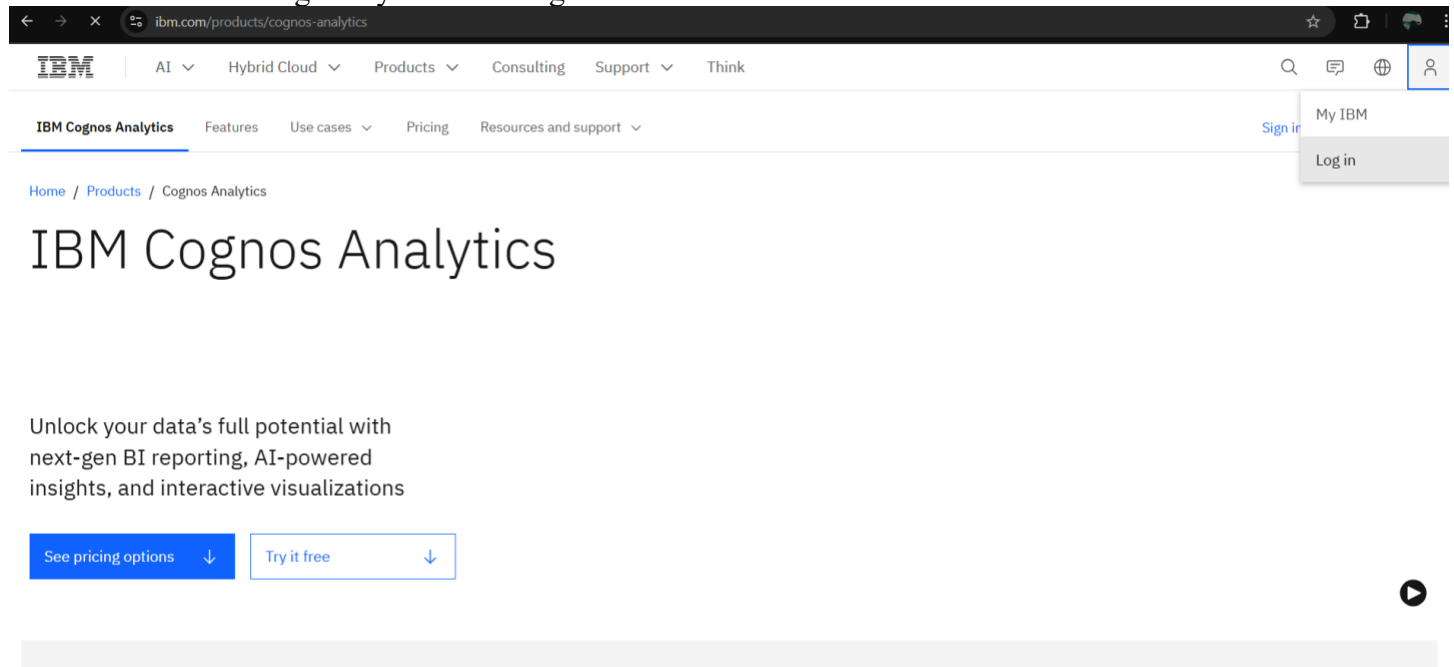 ibm.com/products/cognos-analytics
IBM AI Hybrid Cloud Products Consulting Support Think
IBM Cognos Analytics Features Use cases Pricing Resources and support Sign in
My IBM
Log in
Home / Products / Cognos Analytics
IBM Cognos Analytics
Unlock your data’s full potential with
next-gen BI reporting, AI-powered
insights, and interactive visualizations
See pricing options Try it free